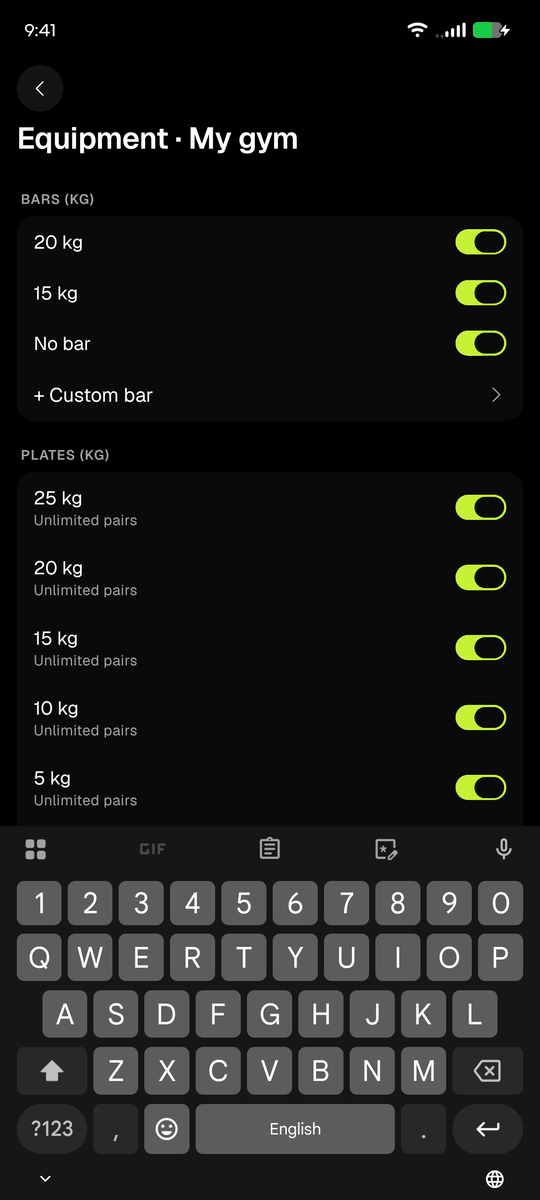 9:41
Equipment · My gym
BARS (KG)
20 kg
15 kg
No bar
+ Custom bar
PLATES (KG)
25 kg
Unlimited pairs
20 kg
Unlimited pairs
15 kg
Unlimited pairs
10 kg
Unlimited pairs
5 kg
Unlimited pairs
GIF
1 2 3 4 5 6 7 8 9 0
Q W E R T Y U I O P
A S D F G H J K L
Z X C V B N M
?123 , English .